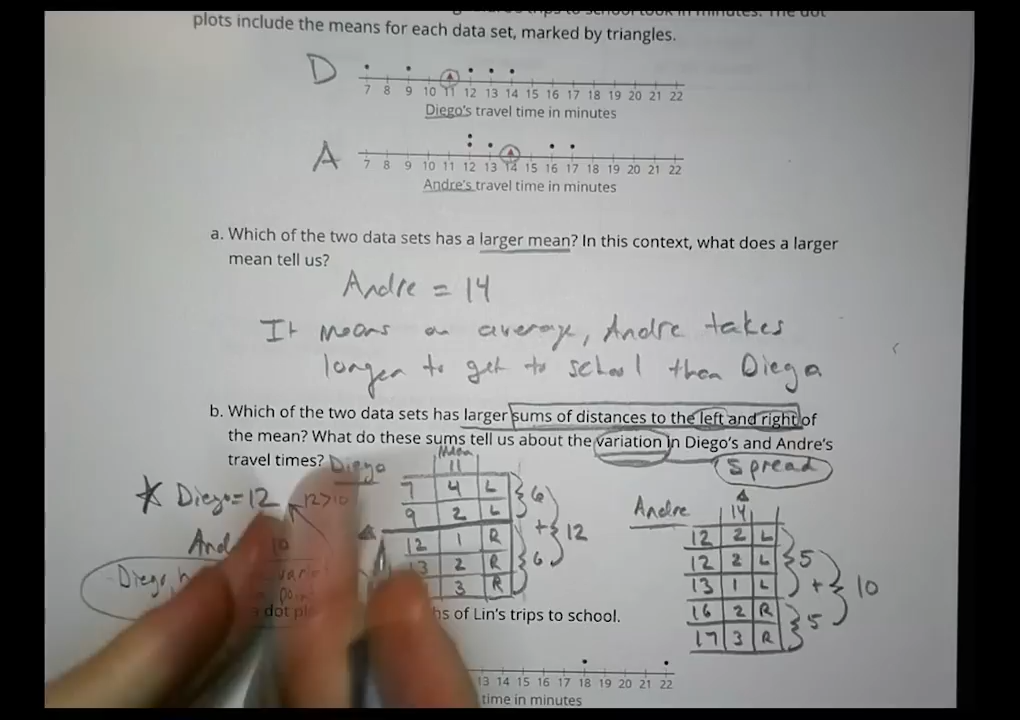 plots include the means for each data set, marked by triangles.
D
7 8 9 10 11 12 13 14 15 16 17 18 19 20 21 22
Diego's travel time in minutes
A
7 8 9 10 11 12 13 14 15 16 17 18 19 20 21 22
Andre's travel time in minutes
a. Which of the two data sets has a larger mean? In this context, what does a larger
mean tell us?
Andre = 14
It means on average, Andre takes
longer to get to school then Diego
b. Which of the two data sets has larger sums of distances to the left and right of
the mean? What do these sums tell us about the variation in Diego's and Andre's
travel times? Diego
Mean
11
Spread
Diego=12 12>10
7 4 L
9 2 L
6
12 1 R
13 2 R
3 R
6
+ 12
Andre
14
12 2 L
12 2 L
13 1 L
5
16 2 R
17 3 R
5
+ 10
10
Diego
dot
of Lin's trips to school.
13 14 15 16 17 18 19 20 21 22
time in minutes